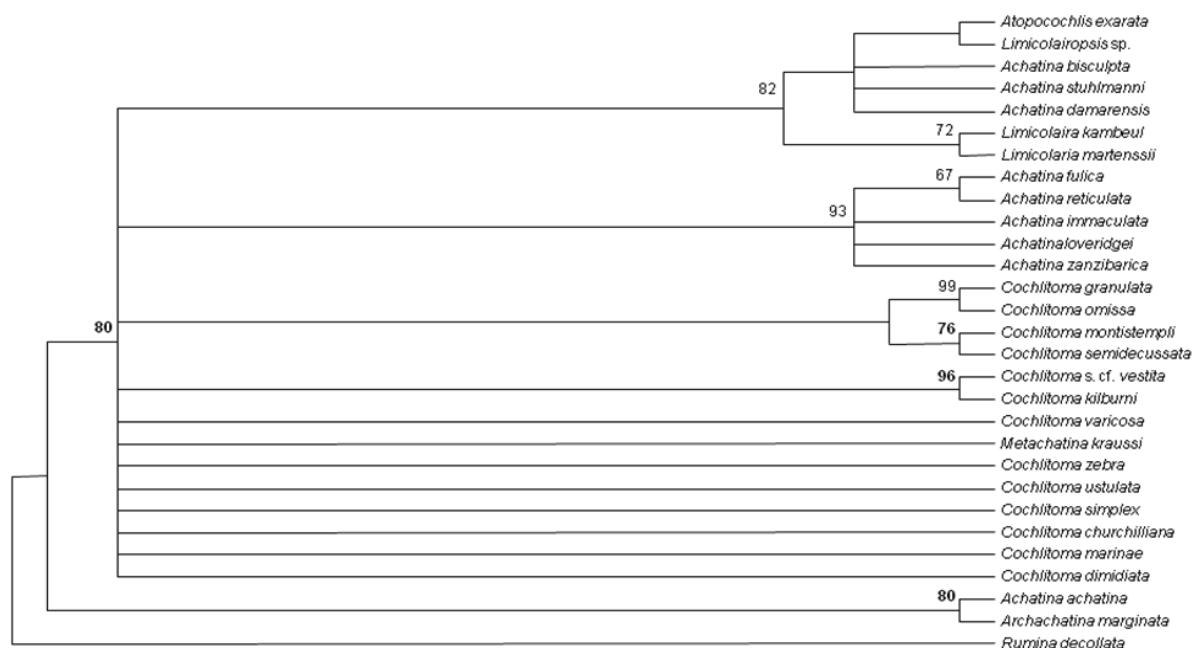 Atopocochlis exarata
Limicolairopsis sp.
Achatina bisculpta
82
Achatina stuhlmanni
Achatina damarensis
72
Limicolaira kambeul
Limicolaria martenssii
67
Achatina fulica
Achatina reticulata
93
Achatina immaculata
Achatinaloveridgei
Achatina zanzibarica
99
Cochlitoma granulata
Cochlitoma omissa
80
76
Cochlitoma montistempli
Cochlitoma semidecussata
96
Cochlitoma s. cf. vestita
Cochlitoma kilburni
Cochlitoma varicosa
Metachatina kraussi
Cochlitoma zebra
Cochlitoma ustulata
Cochlitoma simplex
Cochlitoma churchilliana
Cochlitoma marinae
Cochlitoma dimidiata
80
Achatina achatina
Archachatina marginata
Rumina decollata